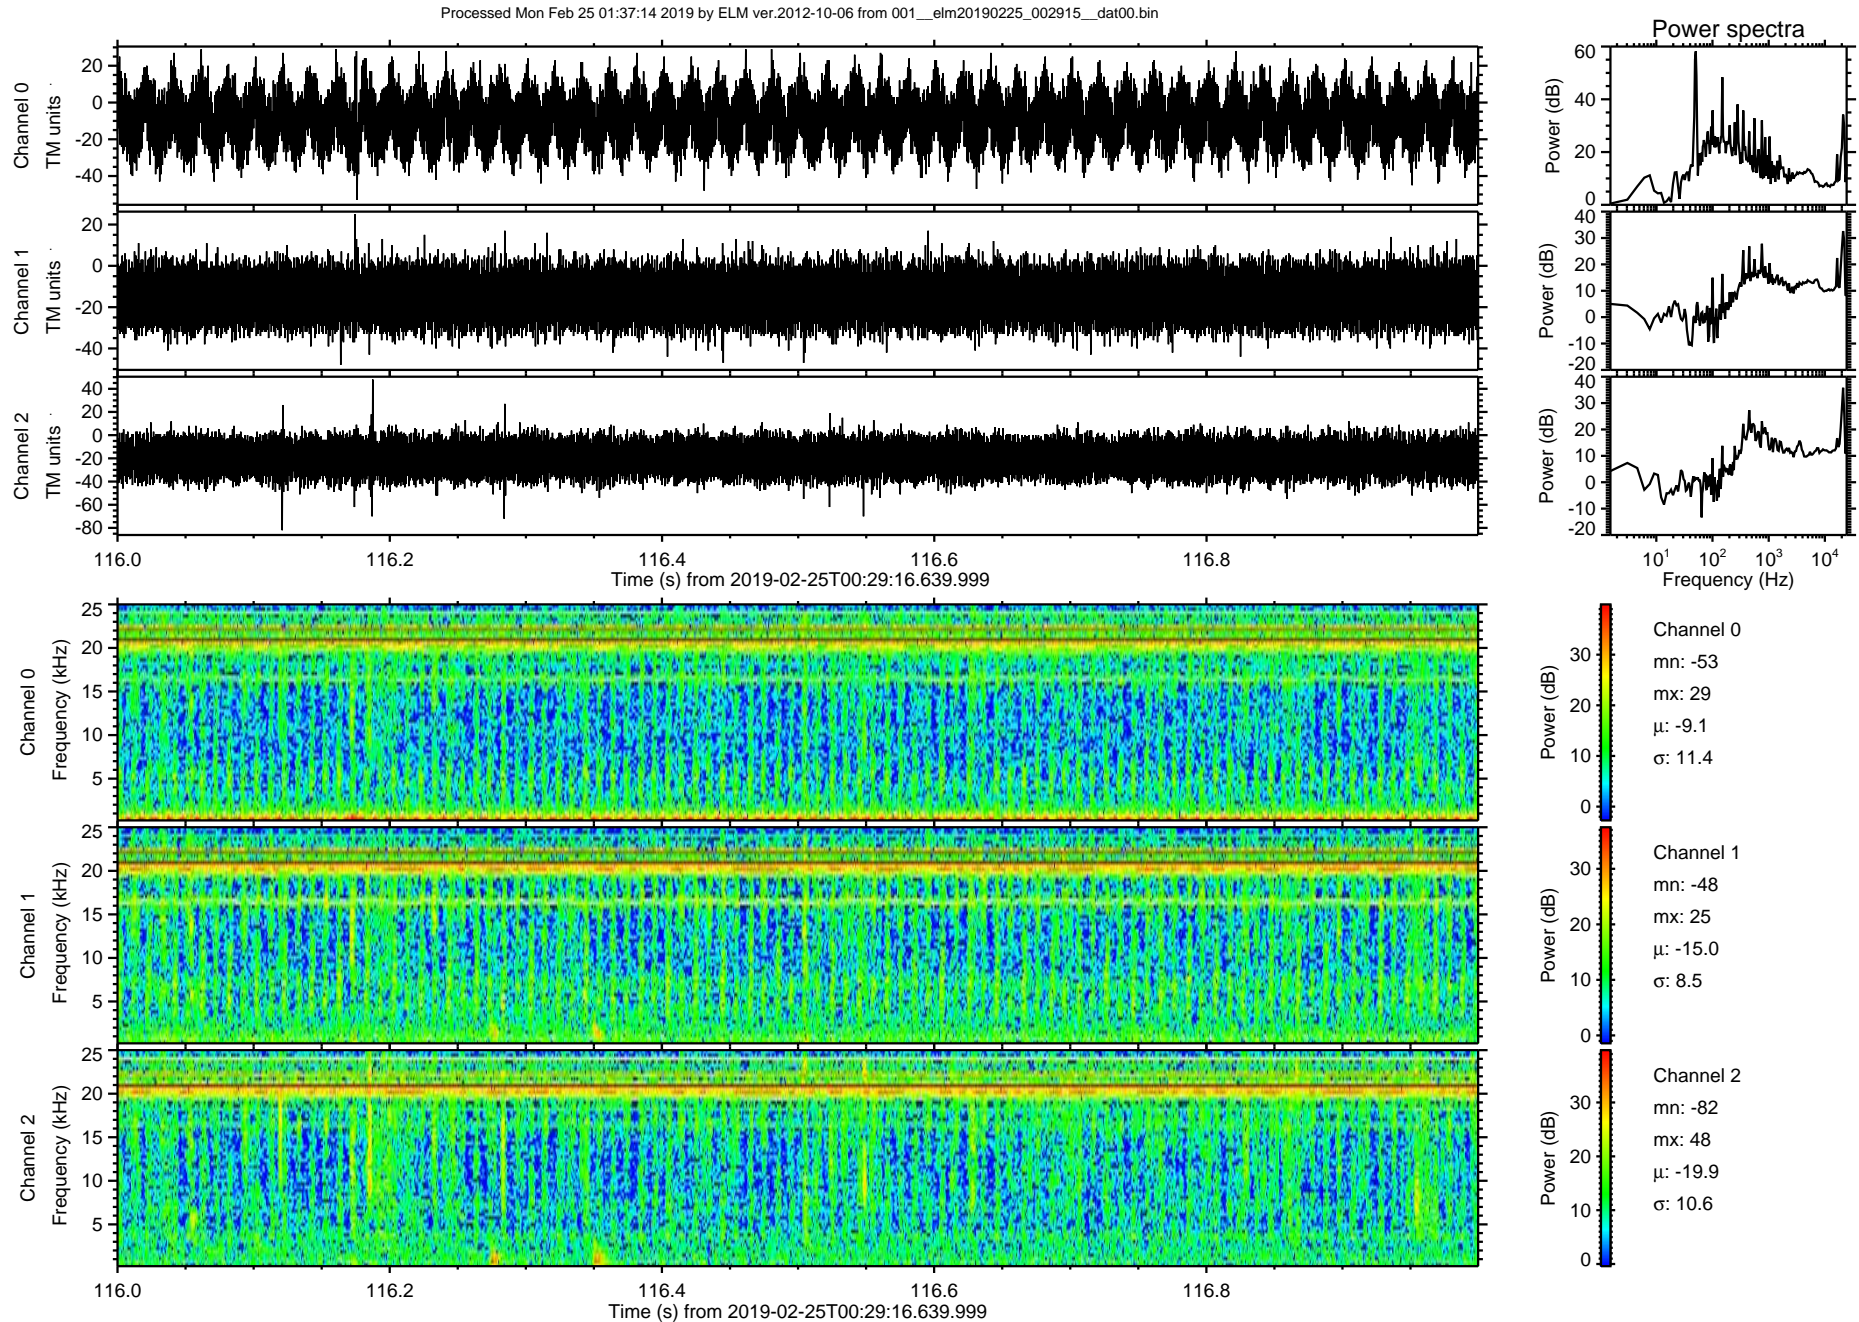 Processed Mon Feb 25 01:37:14 2019 by ELM ver.2012-10-06 from 001__elm20190225_002915__dat00.bin
Power spectra
Channel 0
TM units
20
0
-20
-40
Power (dB)
60
40
20
0
Channel 1
TM units
20
0
-20
-40
Power (dB)
40
30
20
10
0
-10
-20
Channel 2
TM units
40
20
0
-20
-40
-60
-80
Power (dB)
40
30
20
10
0
-10
-20
116.0 116.2 116.4 116.6 116.8
Time (s) from 2019-02-25T00:29:16.639.999
10^1 10^2 10^3 10^4
Frequency (Hz)
Channel 0
Frequency (kHz)
25
20
15
10
5
Power (dB)
30
20
10
0
Channel 0
mn: -53
mx: 29
μ: -9.1
σ: 11.4
Channel 1
Frequency (kHz)
25
20
15
10
5
Power (dB)
30
20
10
0
Channel 1
mn: -48
mx: 25
μ: -15.0
σ: 8.5
Channel 2
Frequency (kHz)
25
20
15
10
5
Power (dB)
30
20
10
0
Channel 2
mn: -82
mx: 48
μ: -19.9
σ: 10.6
116.0 116.2 116.4 116.6 116.8
Time (s) from 2019-02-25T00:29:16.639.999